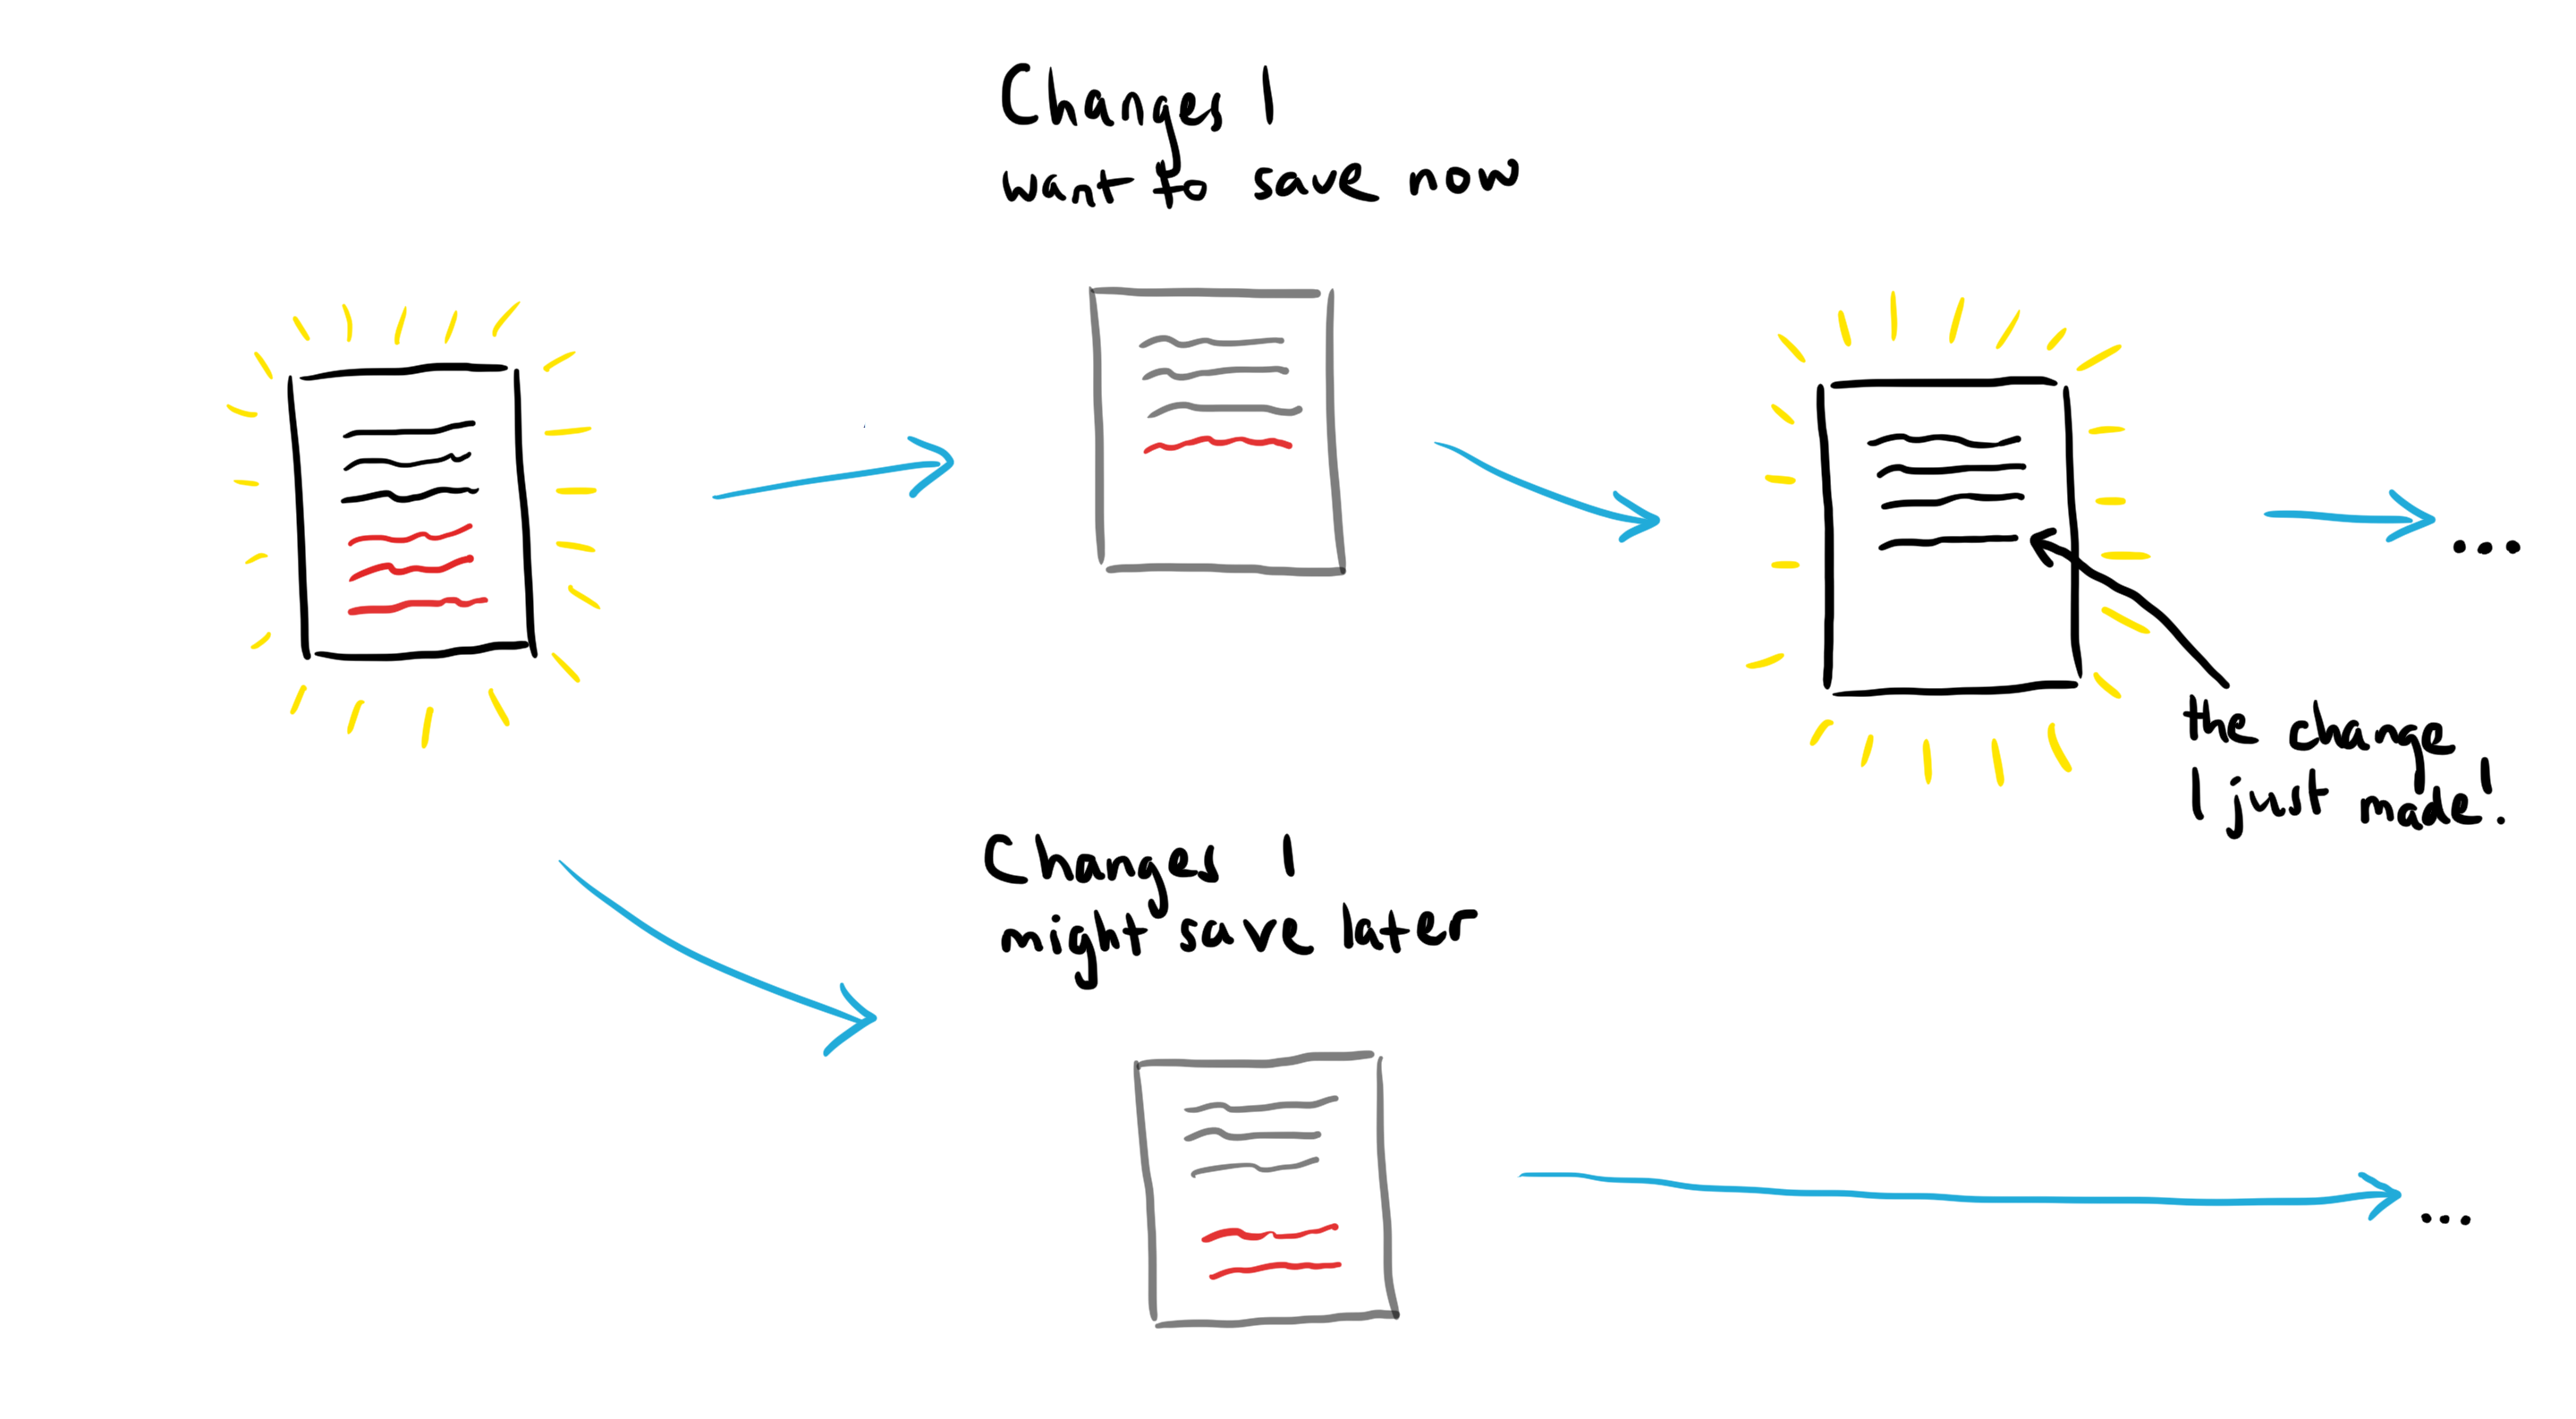 Changes I
want to save now
the change
I just made!
Changes I
might save later
...
...